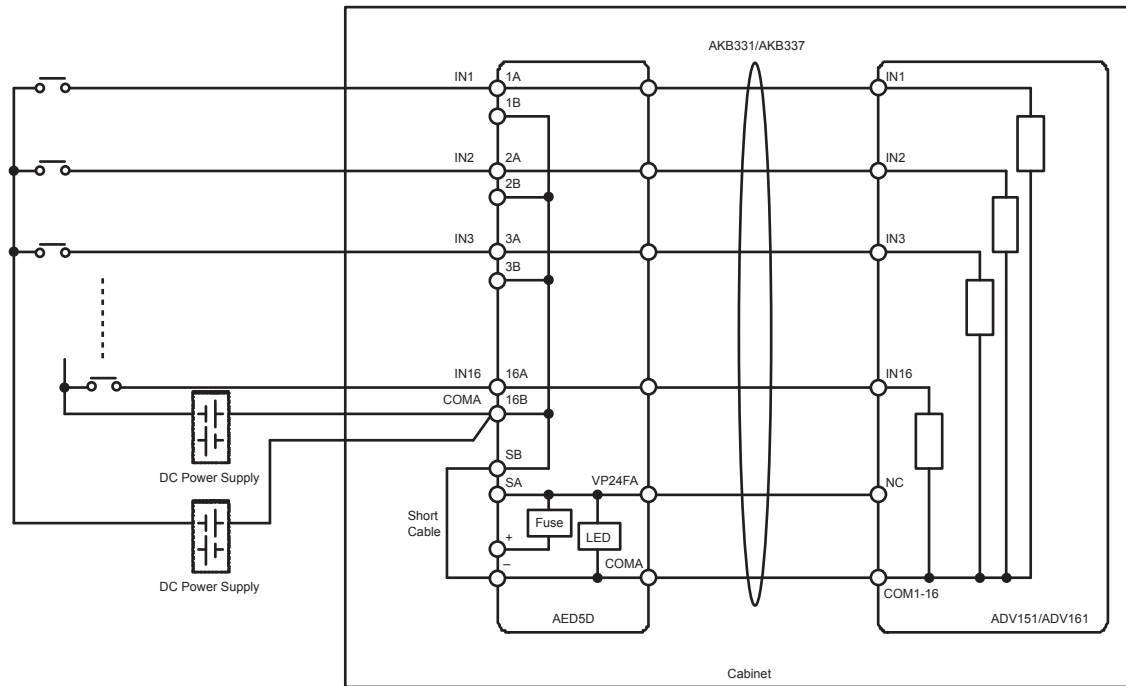 AKB331/AKB337
IN1 1A IN1
1B
IN2 2A IN2
2B
IN3 3A IN3
3B
IN16 16A IN16
COMA 16B
DC Power Supply
SB
SA VP24FA NC
Short
Cable
Fuse
LED
+
–
COMA
COM1-16
DC Power Supply
AED5D
ADV151/ADV161
Cabinet